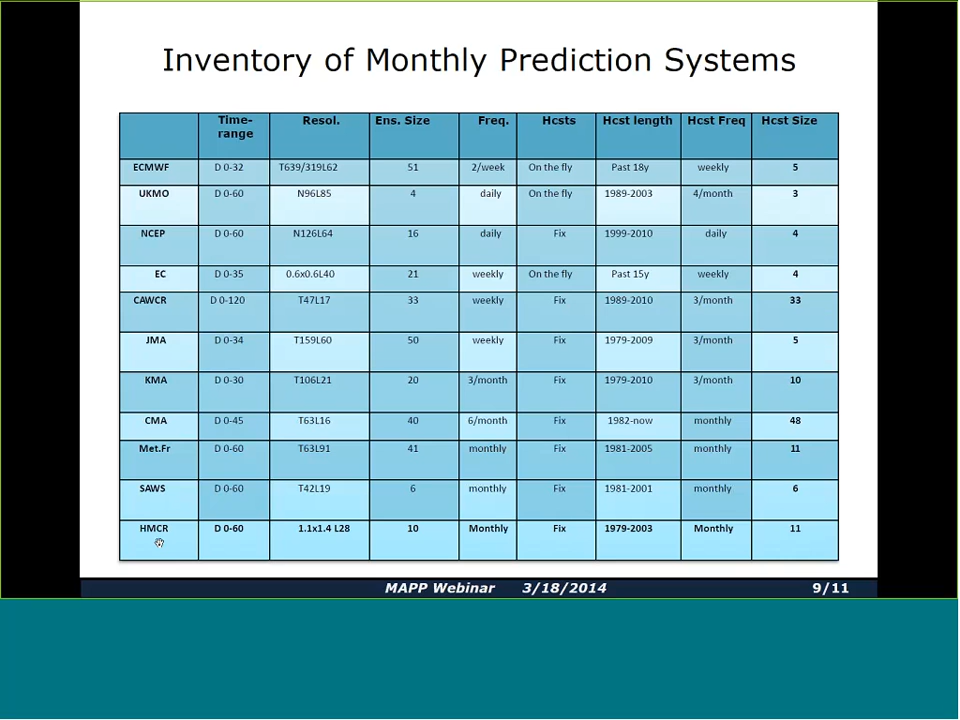 Inventory of Monthly Prediction Systems
Time-range Resol. Ens. Size Freq. Hcsts Hcst length Hcst Freq Hcst Size
ECMWF D 0-32 T639/319L62 51 2/week On the fly Past 18y weekly 5
UKMO D 0-60 N96L85 4 daily On the fly 1989-2003 4/month 3
NCEP D 0-60 N126L64 16 daily Fix 1999-2010 daily 4
EC D 0-35 0.6x0.6L40 21 weekly On the fly Past 15y weekly 4
CAWCR D 0-120 T47L17 33 weekly Fix 1989-2010 3/month 33
JMA D 0-34 T159L60 50 weekly Fix 1979-2009 3/month 5
KMA D 0-30 T106L21 20 3/month Fix 1979-2010 3/month 10
CMA D 0-45 T63L16 40 6/month Fix 1982-now monthly 48
Met.Fr D 0-60 T63L91 41 monthly Fix 1981-2005 monthly 11
SAWS D 0-60 T42L19 6 monthly Fix 1981-2001 monthly 6
HMCR D 0-60 1.1x1.4 L28 10 Monthly Fix 1979-2003 Monthly 11
MAPP Webinar 3/18/2014 9/11